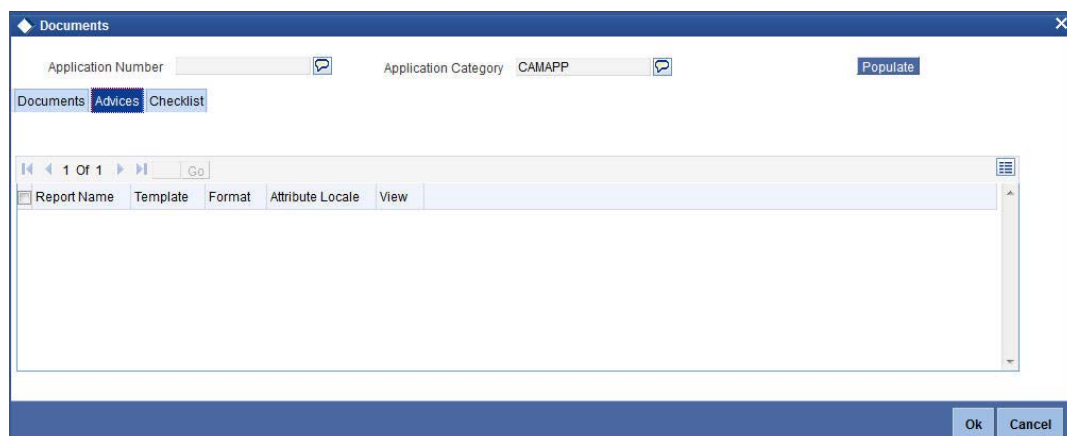 Documents
Application Number Application Category CAMAPP Populate
Documents Advices Checklist
1 Of 1 Go
Report Name Template Format Attribute Locale View
Ok Cancel